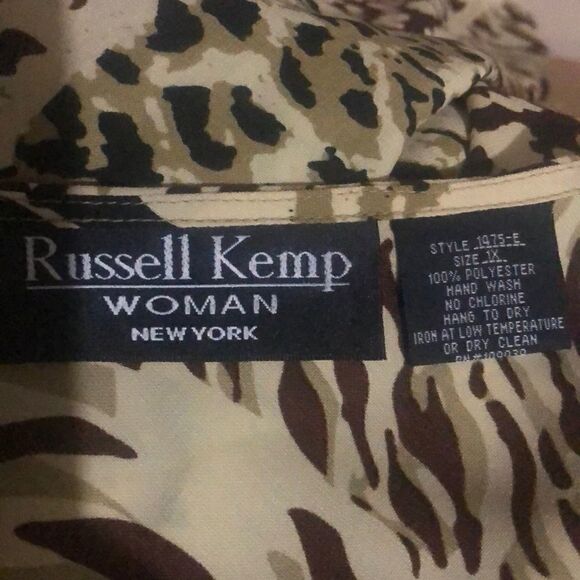 Russell Kemp
WOMAN
NEW YORK
STYLE 1475-E
SIZE 1X
100% POLYESTER
HAND WASH
NO CHLORINE
HANG TO DRY
IRON AT LOW TEMPERATURE
OR DRY CLEAN